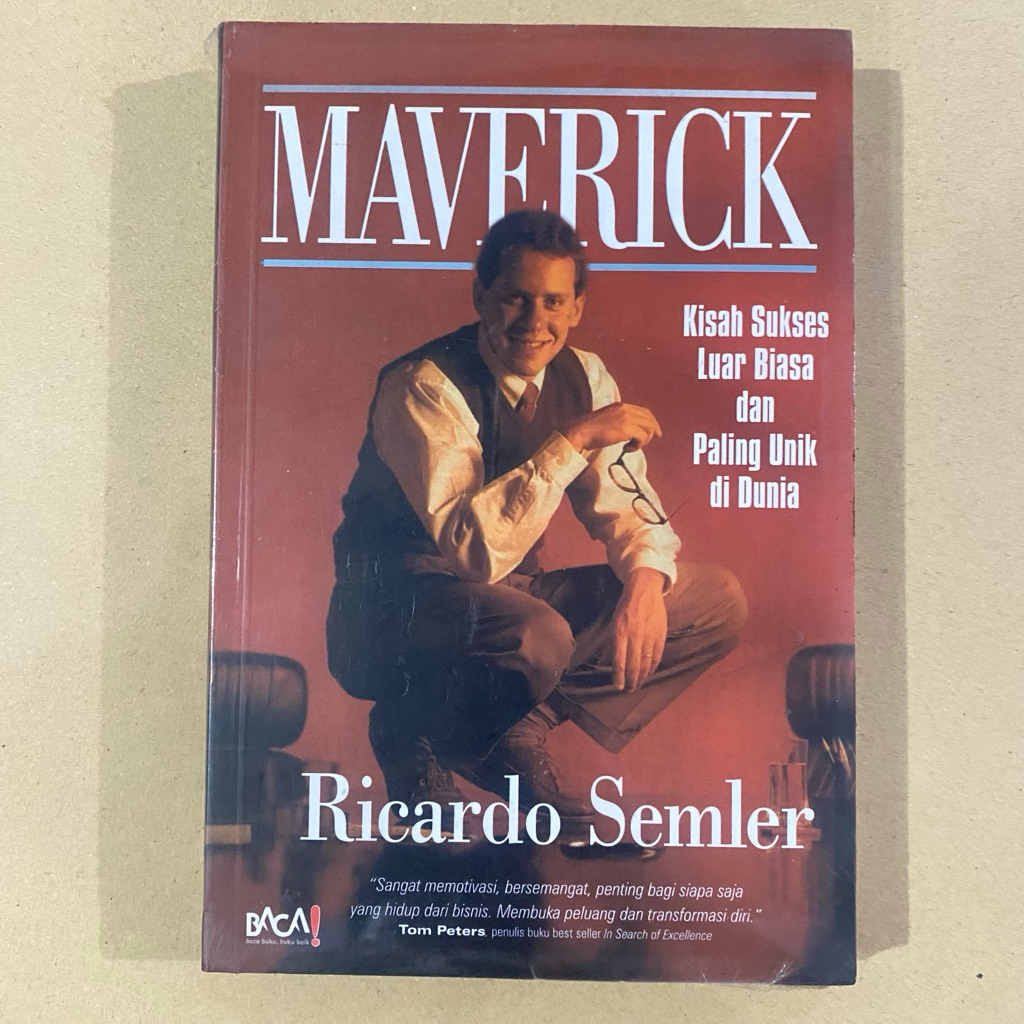 MAVERICK
Kisah Sukses
Luar Biasa
dan
Paling Unik
di Dunia
Ricardo Semler
"Sangat memotivasi, bersemangat, penting bagi siapa saja
yang hidup dari bisnis. Membuka peluang dan transformasi diri."
Tom Peters, penulis buku best seller In Search of Excellence
BACA!
baca buku, buku baik